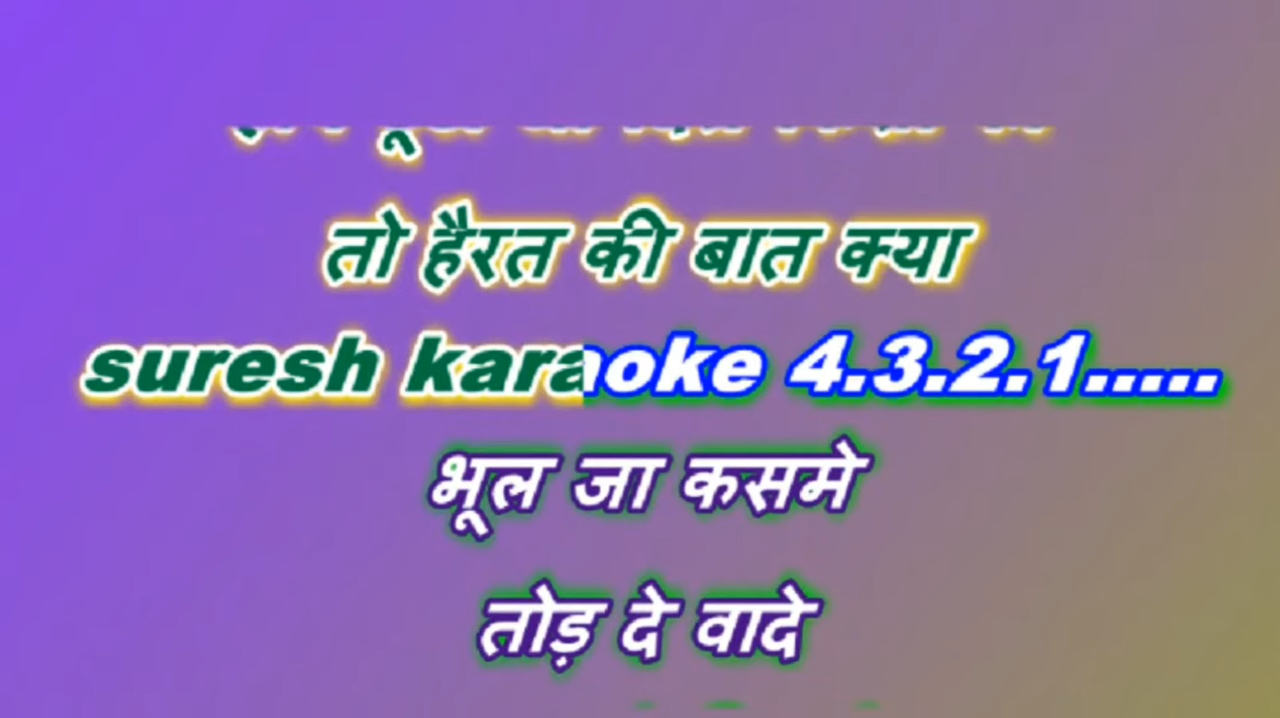 तो हैरत की बात क्या
suresh karaoke 4.3.2.1.....
भूल जा कसमे
तोड़ दे वादे